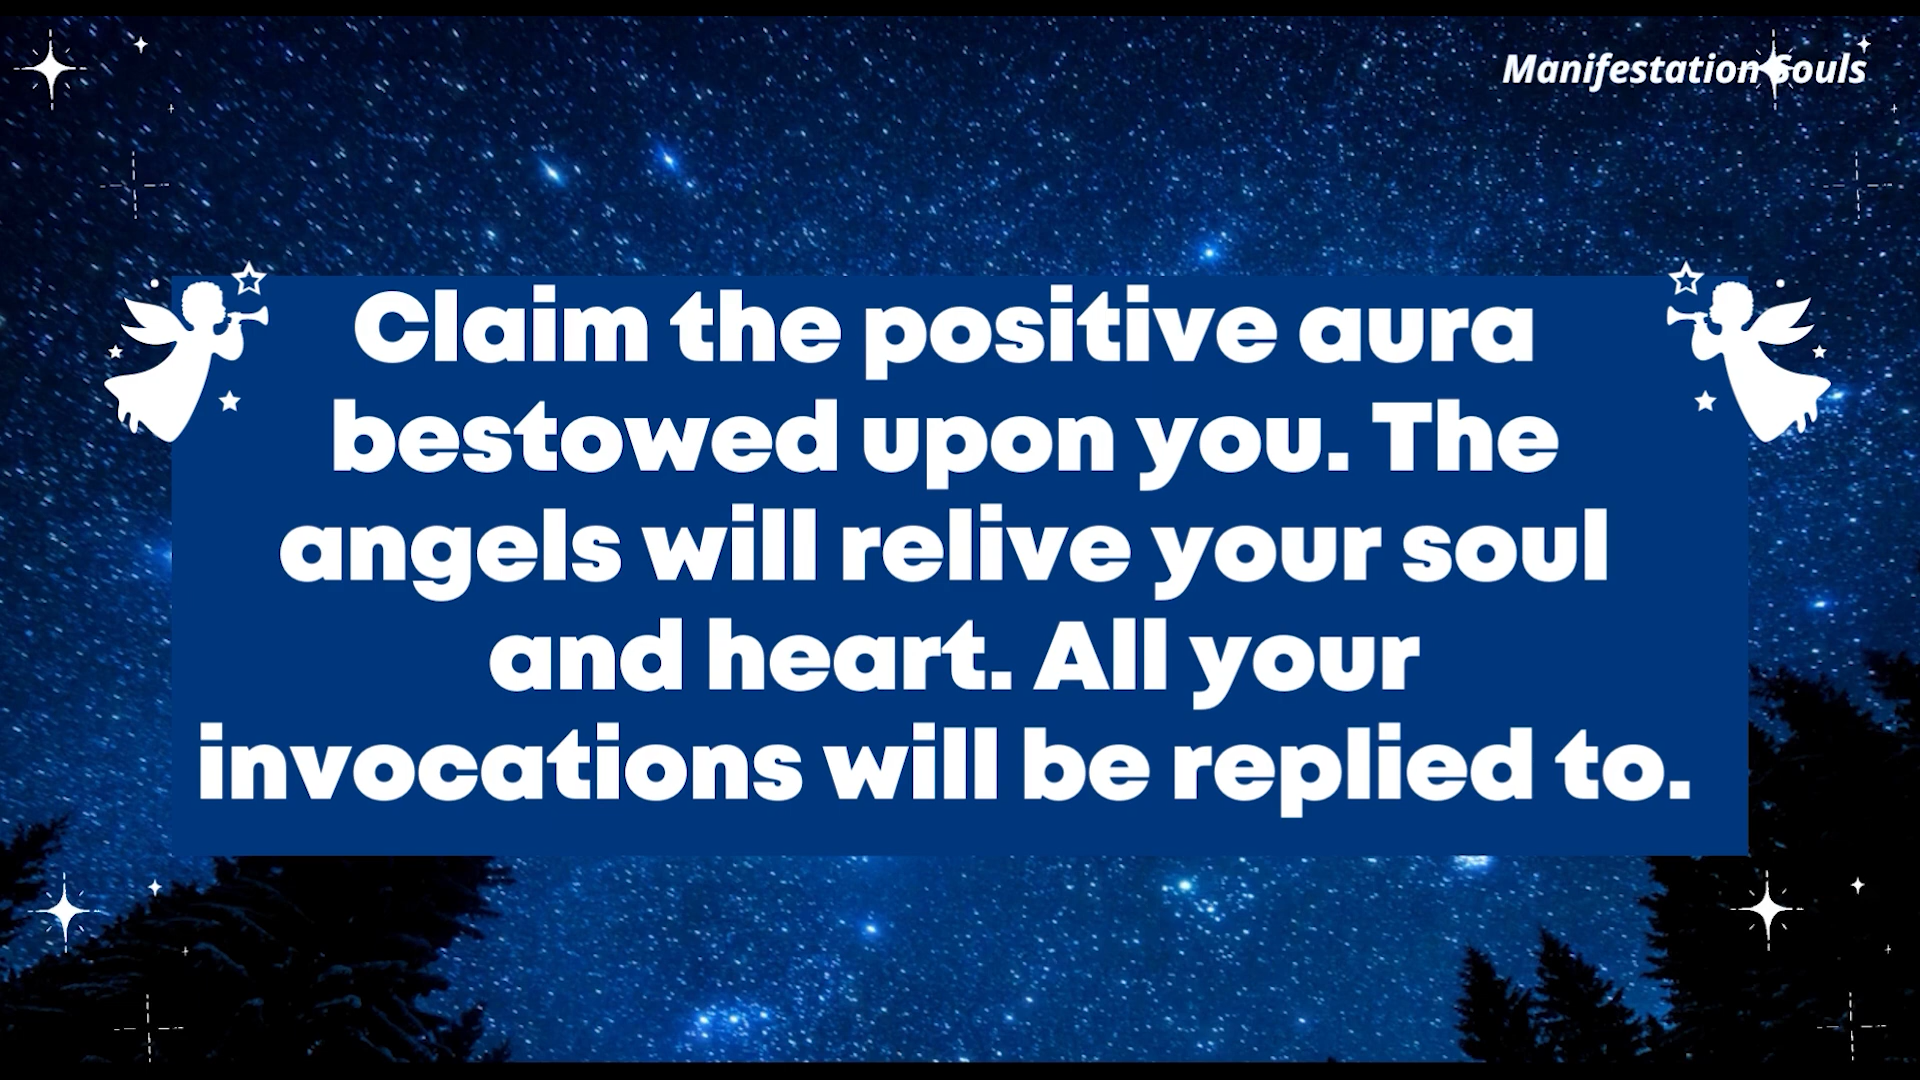 Manifestation Souls
Claim the positive aura
bestowed upon you. The
angels will relive your soul
and heart. All your
invocations will be replied to.